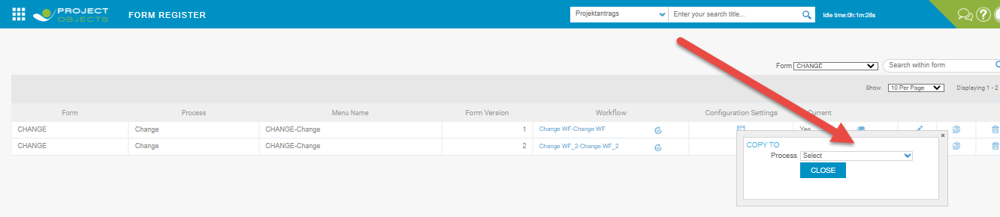 PROJECT
OBJECTS
FORM REGISTER
Projektantrags
Enter your search title...
Idle time:0h:1m:28s
?
Form CHANGE
Search within form
Show 10 Per Page Displaying 1 - 2
Form Process Menu Name Form Version Workflow Configuration Settings Current
CHANGE Change CHANGE-Change 1 Change WF-Change WF Yes
CHANGE Change CHANGE-Change 2 Change WF_2-Change WF_2
COPY TO
Process Select
CLOSE